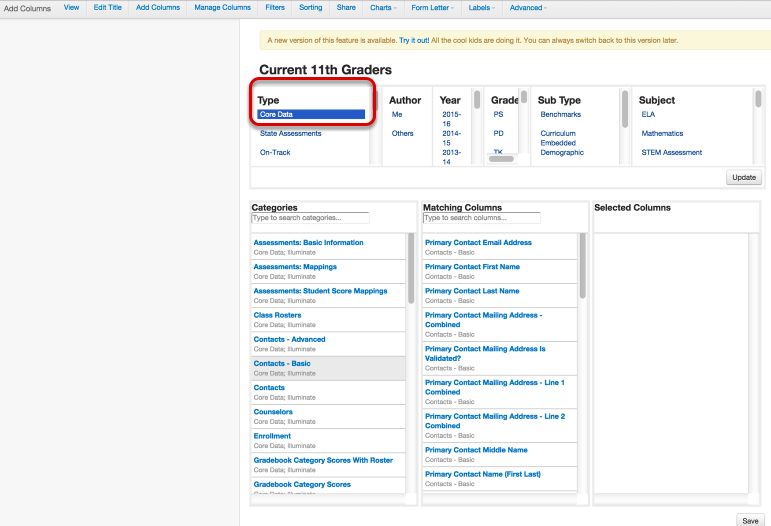 Add Columns View Edit Title Add Columns Manage Columns Filters Sorting Share Charts Form Letter Labels Advanced
A new version of this feature is available. Try it out! All the cool kids are doing it. You can always switch back to this version later.
Current 11th Graders
Type
Core Data
State Assessments
On-Track
Author
Me
Others
Year
2015-
16
2014-
15
2013-
14
Grade
PS
PD
TK
Sub Type
Benchmarks
Curriculum
Embedded
Demographic
Subject
ELA
Mathematics
STEM Assessment
Update
Categories
Type to search categories...
Assessments: Basic Information
Core Data; Illuminate
Assessments: Mappings
Core Data; Illuminate
Assessments: Student Score Mappings
Core Data; Illuminate
Class Rosters
Core Data; Illuminate
Contacts - Advanced
Core Data; Illuminate
Contacts - Basic
Core Data; Illuminate
Contacts
Core Data; Illuminate
Counselors
Core Data; Illuminate
Enrollment
Core Data; Illuminate
Gradebook Category Scores With Roster
Core Data; Illuminate
Gradebook Category Scores
Core Data; Illuminate
Matching Columns
Type to search columns...
Primary Contact Email Address
Contacts - Basic
Primary Contact First Name
Contacts - Basic
Primary Contact Last Name
Contacts - Basic
Primary Contact Mailing Address -
Combined
Contacts - Basic
Primary Contact Mailing Address Is
Validated?
Contacts - Basic
Primary Contact Mailing Address - Line 1
Combined
Contacts - Basic
Primary Contact Mailing Address - Line 2
Combined
Contacts - Basic
Primary Contact Middle Name
Contacts - Basic
Primary Contact Name (First Last)
Contacts - Basic
Selected Columns
Save